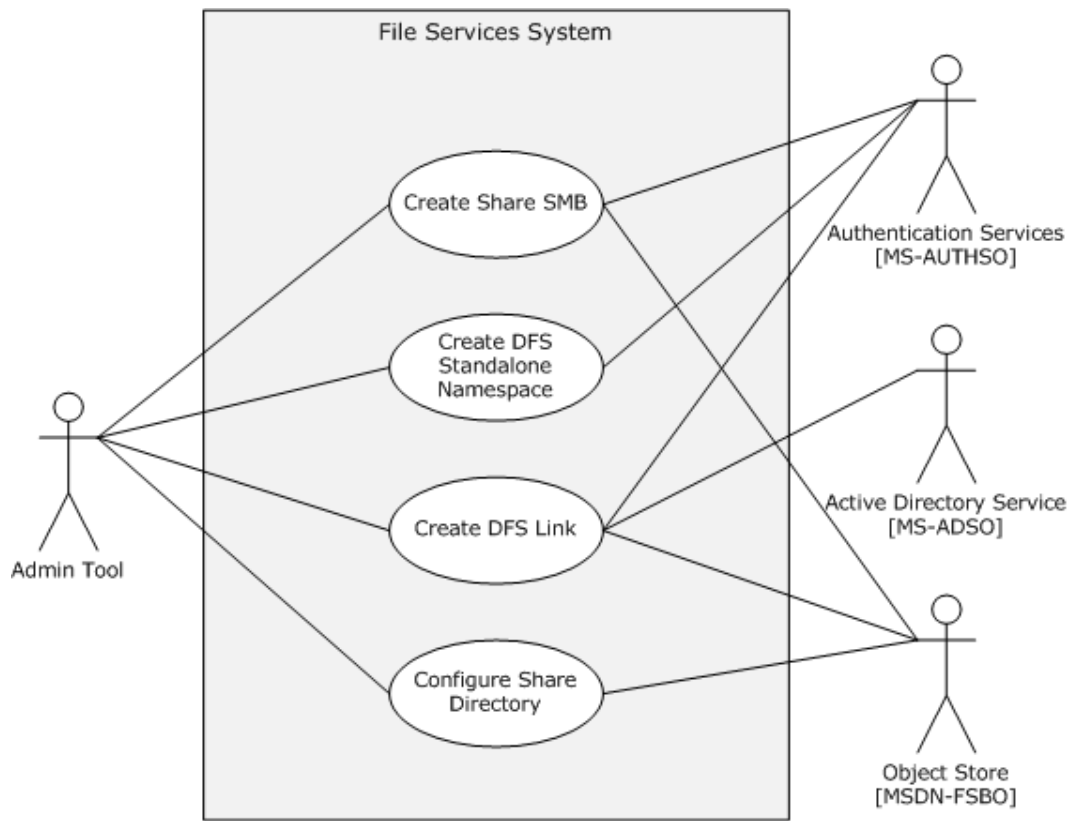 File Services System
Create Share SMB
Create DFS
Standalone
Namespace
Create DFS Link
Configure Share
Directory
Admin Tool
Authentication Services
[MS-AUTHSO]
Active Directory Service
[MS-ADSO]
Object Store
[MSDN-FSBO]